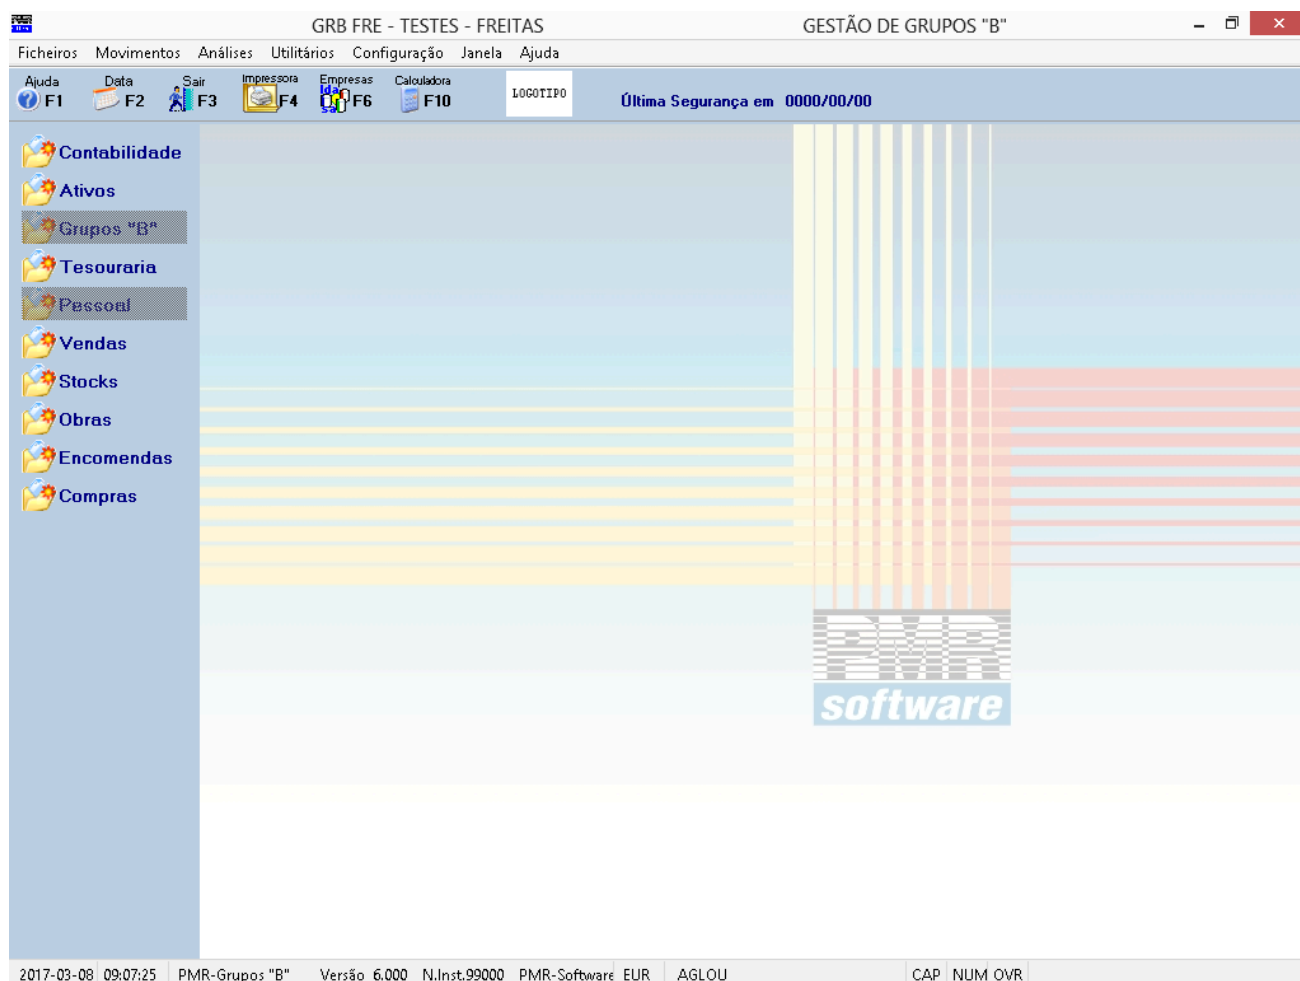 GRB FRE - TESTES - FREITAS GESTÃO DE GRUPOS "B"
Ficheiros Movimentos Análises Utilitários Configuração Janela Ajuda
Ajuda F1 Data F2 Sair F3 Impressora F4 Empresas F6 Calculadora F10 LOGOTIPO Última Segurança em 0000/00/00
Contabilidade
Ativos
Grupos "B"
Tesouraria
Pessoal
Vendas
Stocks
Obras
Encomendas
Compras
PMR
software
2017-03-08 09:07:25 PMR-Grupos "B" Versão 6.000 N.Inst.99000 PMR-Software EUR AGLOU CAP NUM OVR